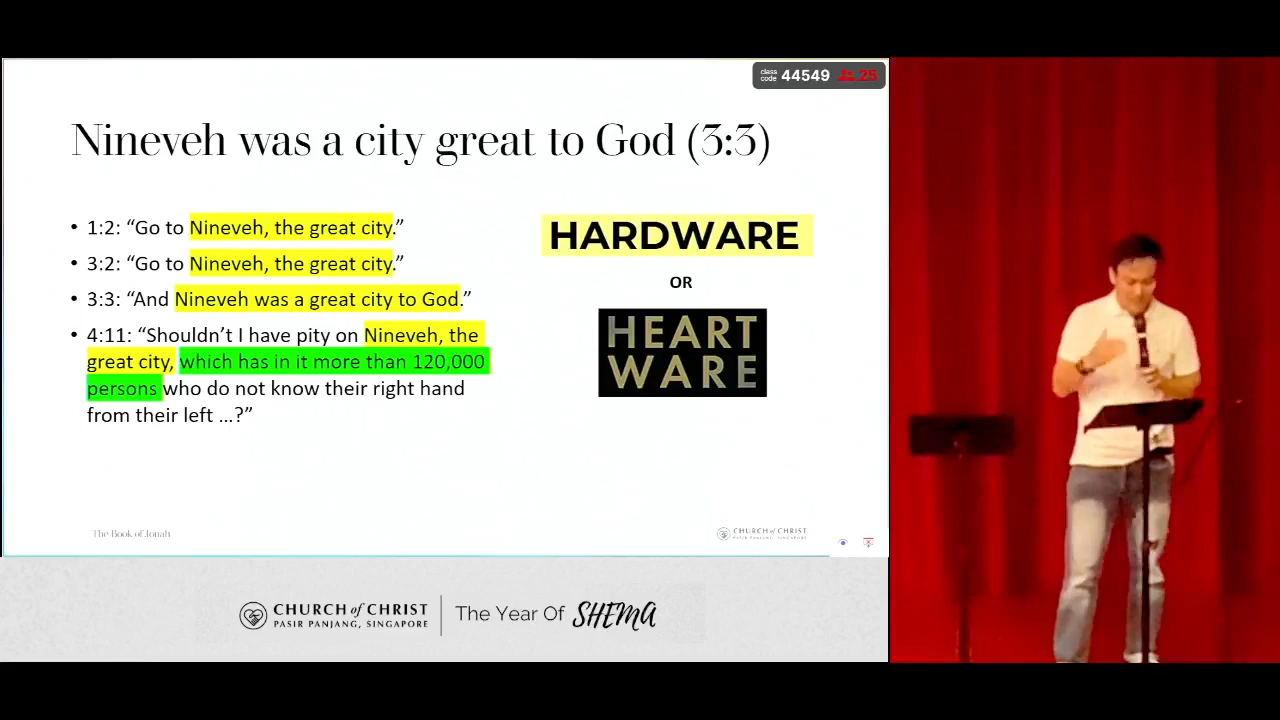 class code 44549 25
Nineveh was a city great to God (3:3)
• 1:2: “Go to Nineveh, the great city.”
• 3:2: “Go to Nineveh, the great city.”
• 3:3: “And Nineveh was a great city to God.”
• 4:11: “Shouldn’t I have pity on Nineveh, the
great city, which has in it more than 120,000
persons who do not know their right hand
from their left ...?”
HARDWARE
OR
HEART
WARE
The Book of Jonah
CHURCH of CHRIST
PASIR PANJANG, SINGAPORE
CHURCH of CHRIST
PASIR PANJANG, SINGAPORE
The Year Of SHEMA